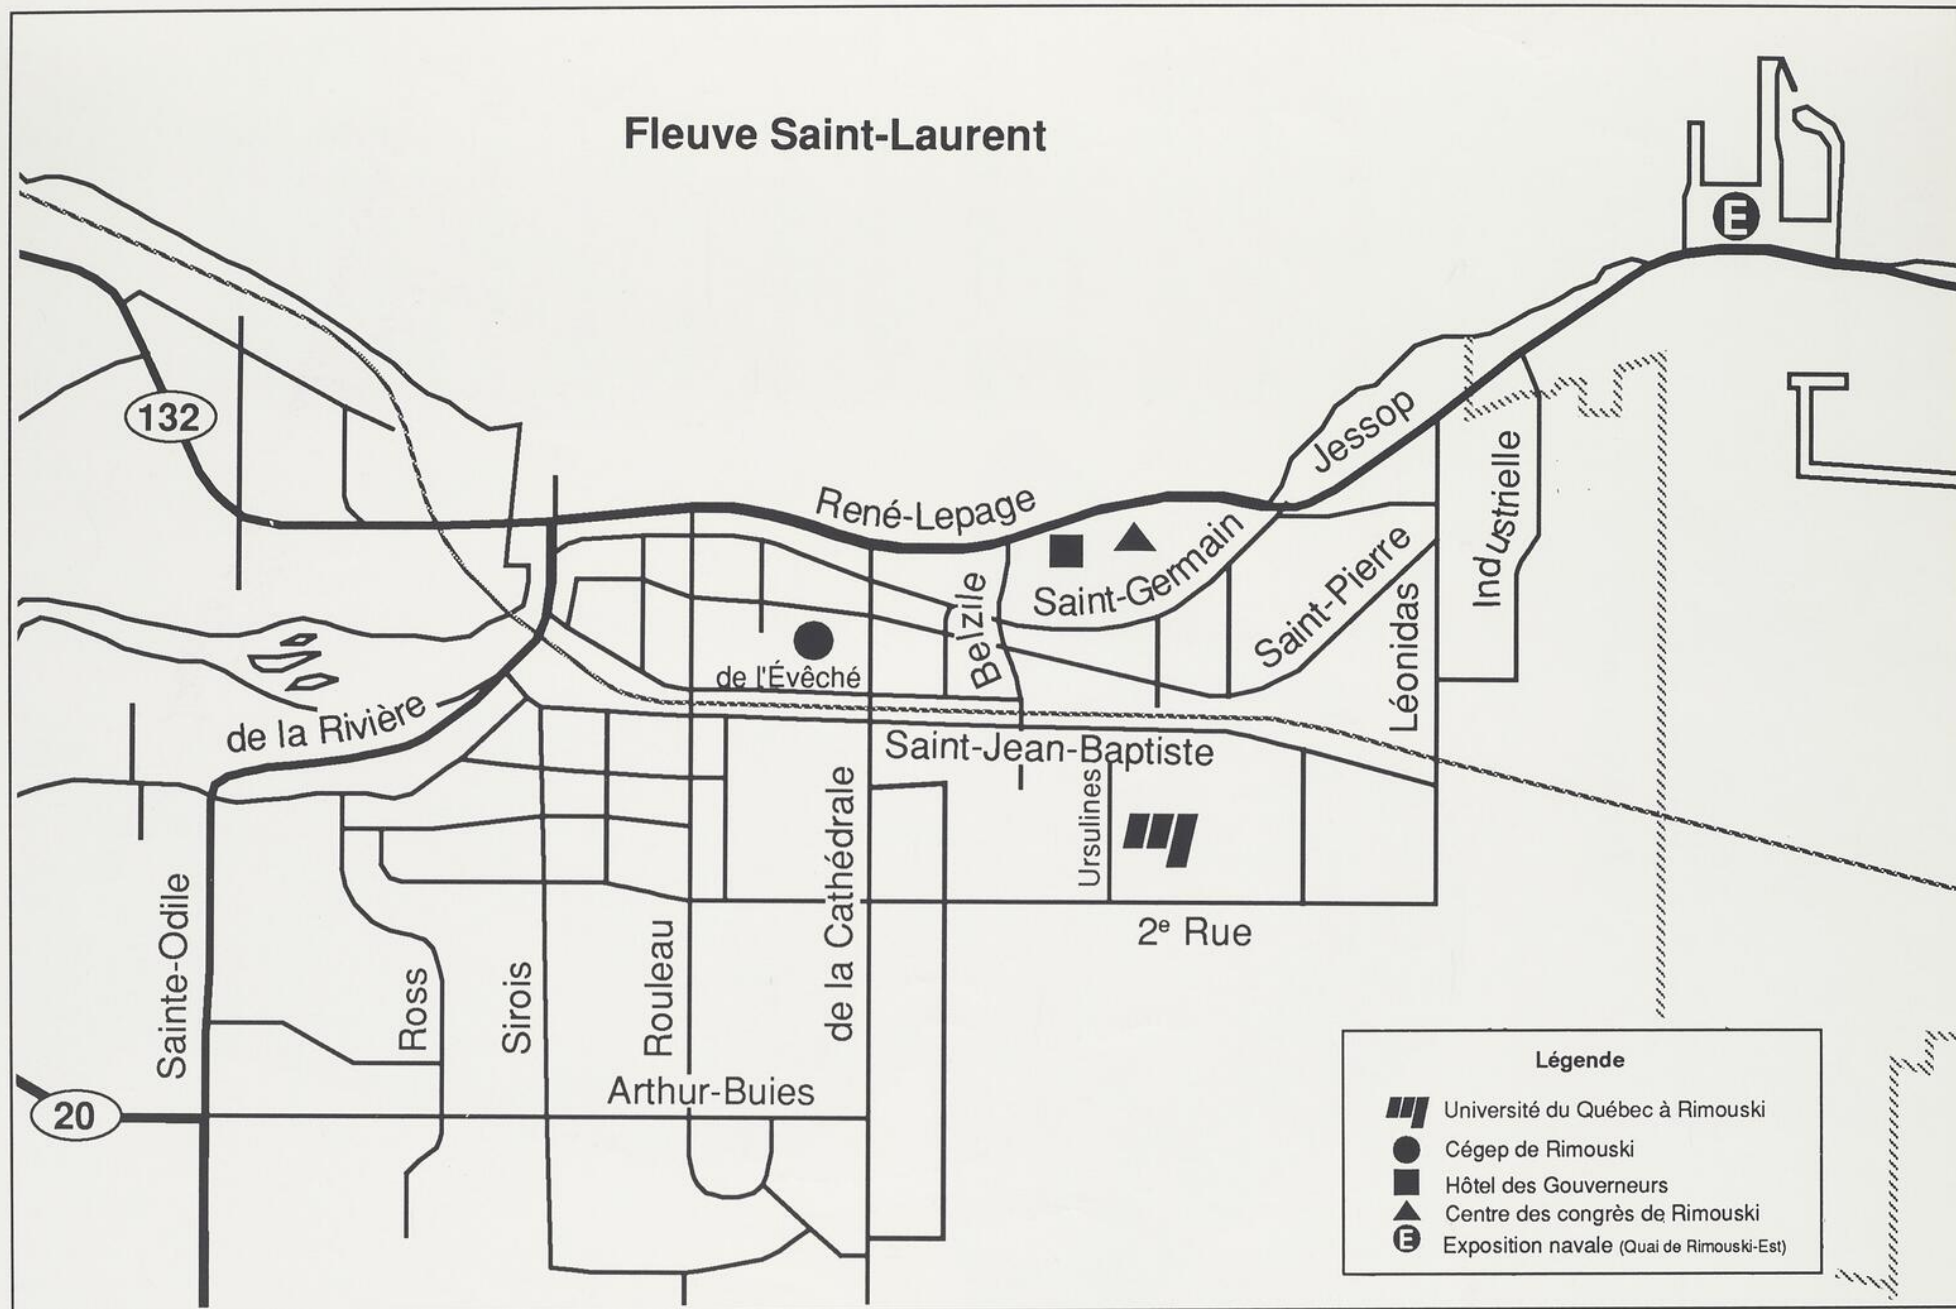 Fleuve Saint-Laurent
E
132
Jessop
René-Lepage
Industrielle
Saint-Germain
Saint-Pierre
Belzile
Léonidas
de l'Évêché
de la Rivière
Saint-Jean-Baptiste
Ursulines
de la Cathédrale
Sainte-Odile
2e Rue
Ross
Sirois
Rouleau
Arthur-Buies
20
Légende
Université du Québec à Rimouski
Cégep de Rimouski
Hôtel des Gouverneurs
Centre des congrès de Rimouski
E Exposition navale (Quai de Rimouski-Est)